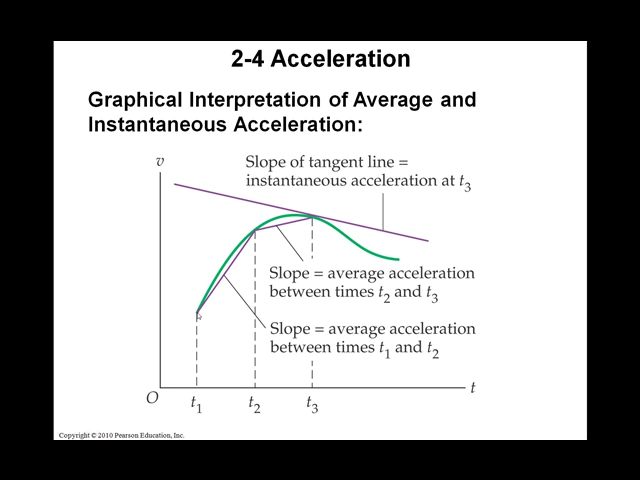 2-4 Acceleration
Graphical Interpretation of Average and
Instantaneous Acceleration:
v
Slope of tangent line =
instantaneous acceleration at t₃
Slope = average acceleration
between times t₂ and t₃
Slope = average acceleration
between times t₁ and t₂
O
t₁
t₂
t₃
t
Copyright © 2010 Pearson Education, Inc.